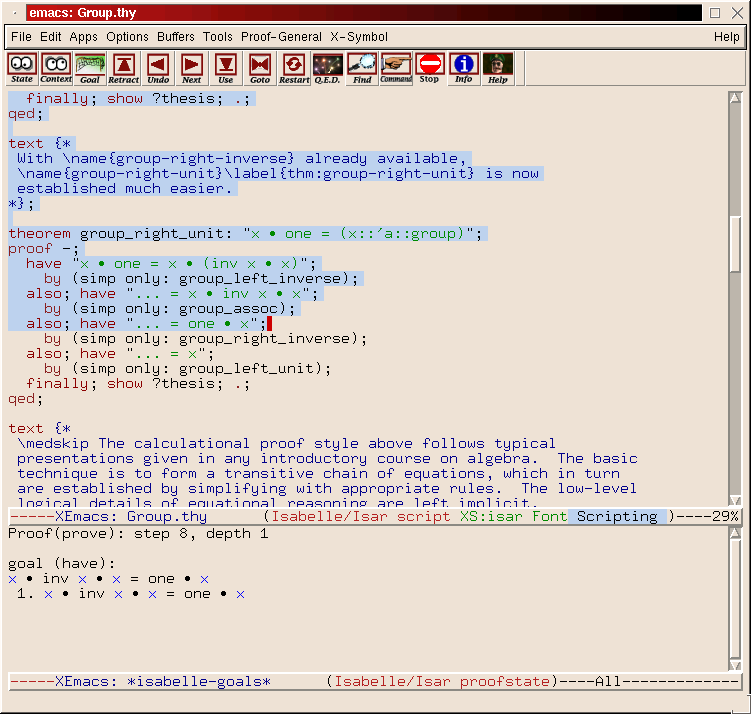 emacs: Group.thy
File Edit Apps Options Buffers Tools Proof-General X-Symbol Help
State Context Goal Retract Undo Next Use Goto Restart Q.E.D. Find Command Stop Info Help
  finally; show ?thesis; .;
qed;
text {*
 With \name{group-right-inverse} already available,
 \name{group-right-unit}\label{thm:group-right-unit} is now
 established much easier.
*};
theorem group_right_unit: "x • one = (x::'a::group)";
proof -;
  have "x • one = x • (inv x • x)";
    by (simp only: group_left_inverse);
  also; have "... = x • inv x • x";
    by (simp only: group_assoc);
  also; have "... = one • x";
    by (simp only: group_right_inverse);
  also; have "... = x";
    by (simp only: group_left_unit);
  finally; show ?thesis; .;
qed;
text {*
 \medskip The calculational proof style above follows typical
 presentations given in any introductory course on algebra.  The basic
 technique is to form a transitive chain of equations, which in turn
 are established by simplifying with appropriate rules.  The low-level
 logical details of equational reasoning are left implicit.
-----XEmacs: Group.thy      (Isabelle/Isar script XS:isar Font Scripting )----29%
Proof(prove): step 8, depth 1
goal (have):
x • inv x • x = one • x
 1. x • inv x • x = one • x
-----XEmacs: *isabelle-goals*      (Isabelle/Isar proofstate)----All-------------